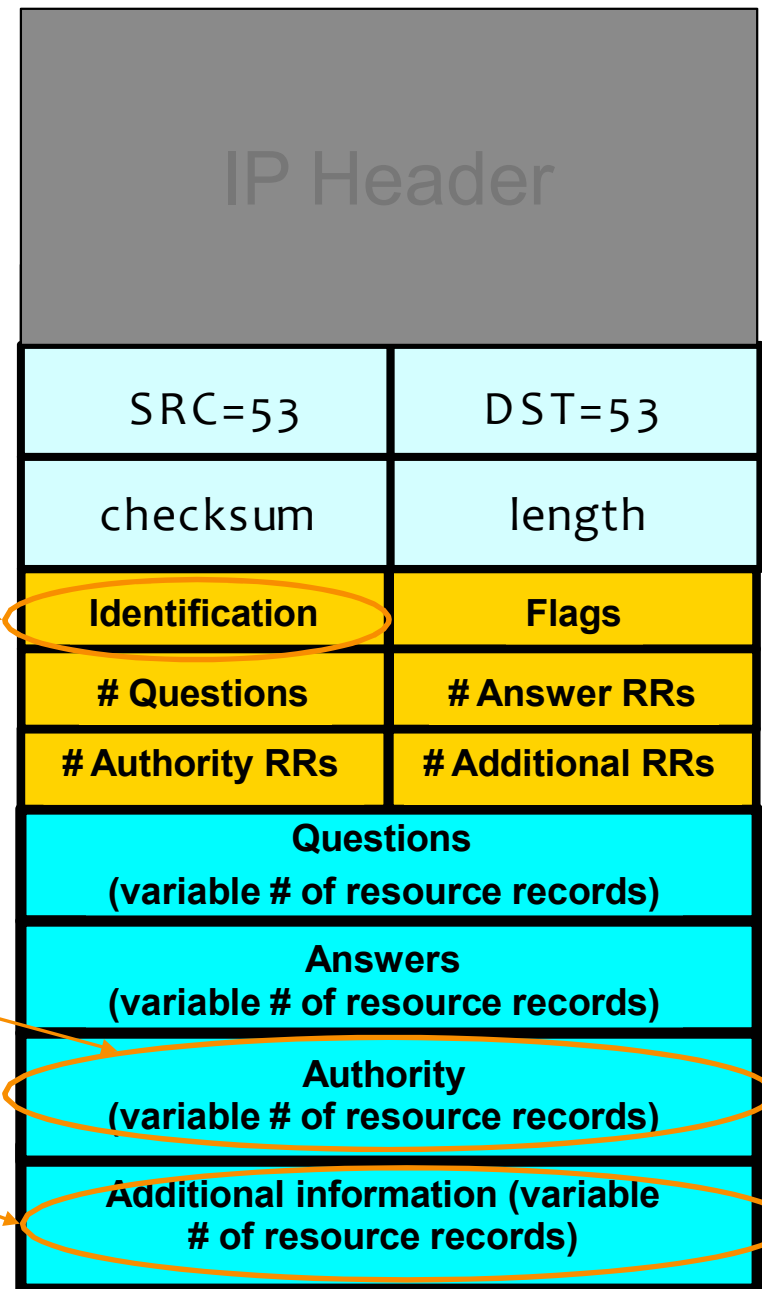 IP Header
SRC=53 DST=53
checksum length
Identification Flags
# Questions # Answer RRs
# Authority RRs # Additional RRs
Questions
(variable # of resource records)
Answers
(variable # of resource records)
Authority
(variable # of resource records)
Additional information (variable
# of resource records)